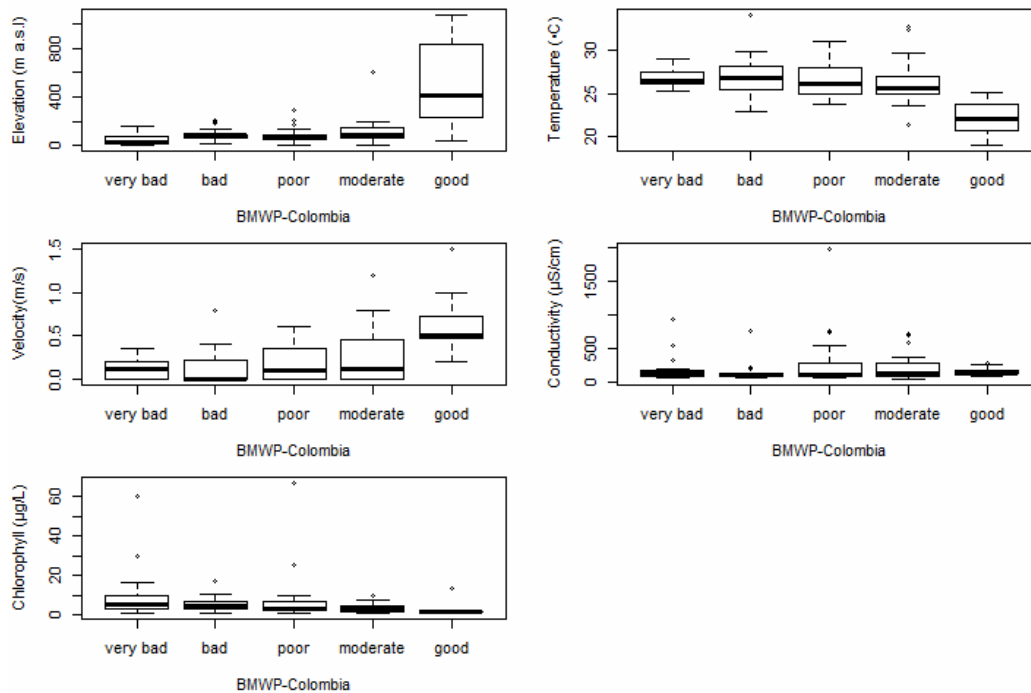 Elevation (m a.s.l)
800
400
0
very bad bad poor moderate good
BMWP-Colombia
Temperature (•C)
30
25
20
very bad bad poor moderate good
BMWP-Colombia
Velocity(m/s)
1.5
1.0
0.5
0.0
very bad bad poor moderate good
BMWP-Colombia
Conductivity (µS/cm)
1500
500
0
very bad bad poor moderate good
BMWP-Colombia
Chlorophyll (µg/L)
60
40
20
0
very bad bad poor moderate good
BMWP-Colombia